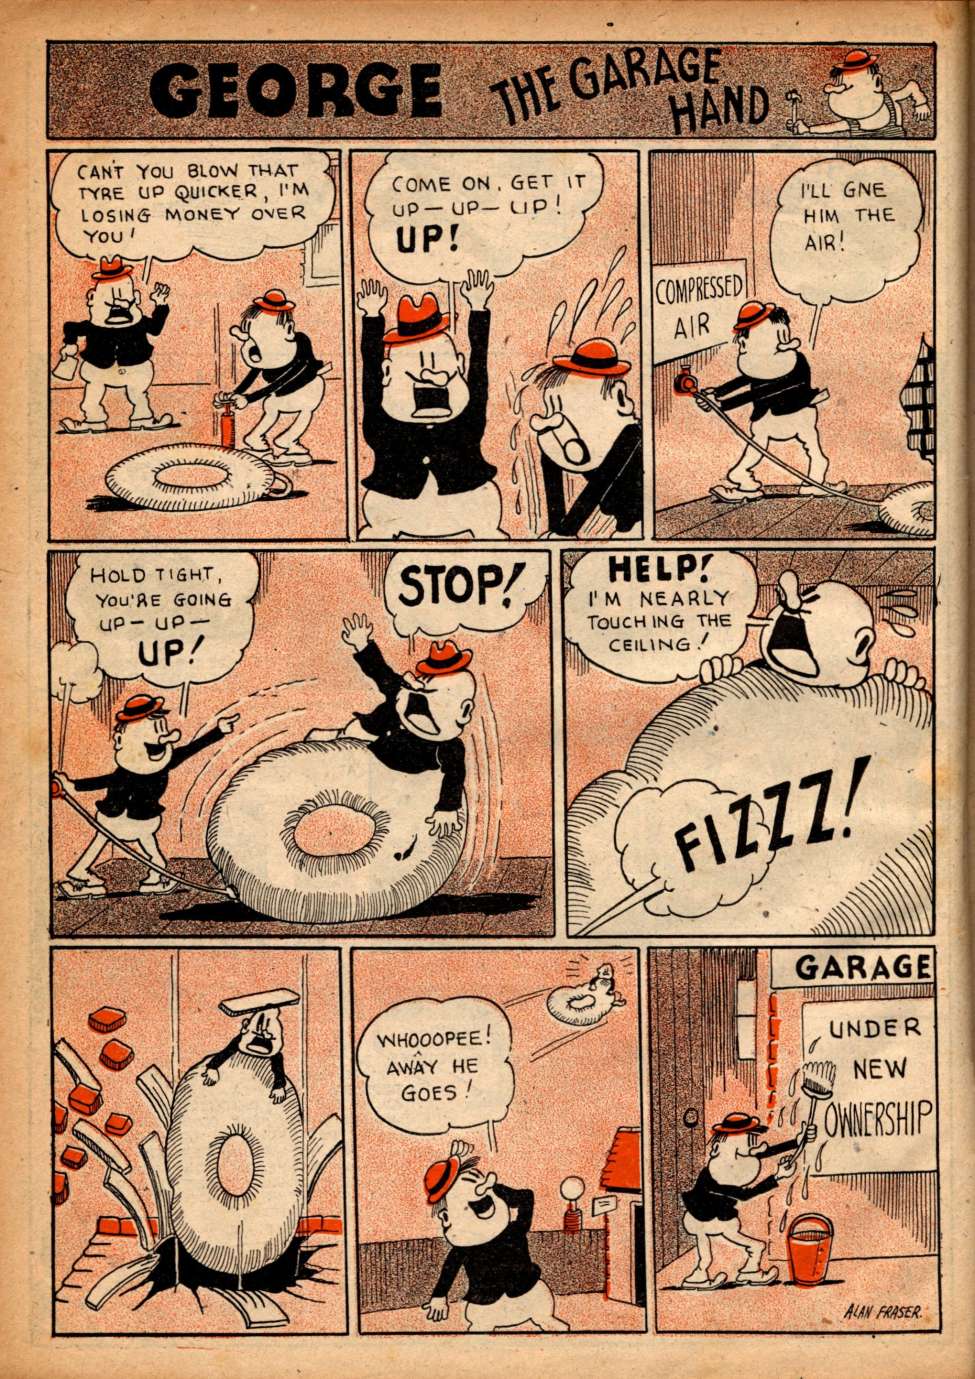 GEORGE THE GARAGE HAND
CAN'T YOU BLOW THAT
TYRE UP QUICKER, I'M
LOSING MONEY OVER
YOU!
COME ON, GET IT
UP— UP— UP!
UP!
I'LL GIVE
HIM THE
AIR!
COMPRESSED
AIR
HOLD TIGHT,
YOU'RE GOING
UP— UP—
UP!
STOP!
HELP!
I'M NEARLY
TOUCHING THE
CEILING!
FIZZZ!
WHOOOPEE!
AWAY HE
GOES!
GARAGE
UNDER
NEW
OWNERSHIP
ALAN FRASER.